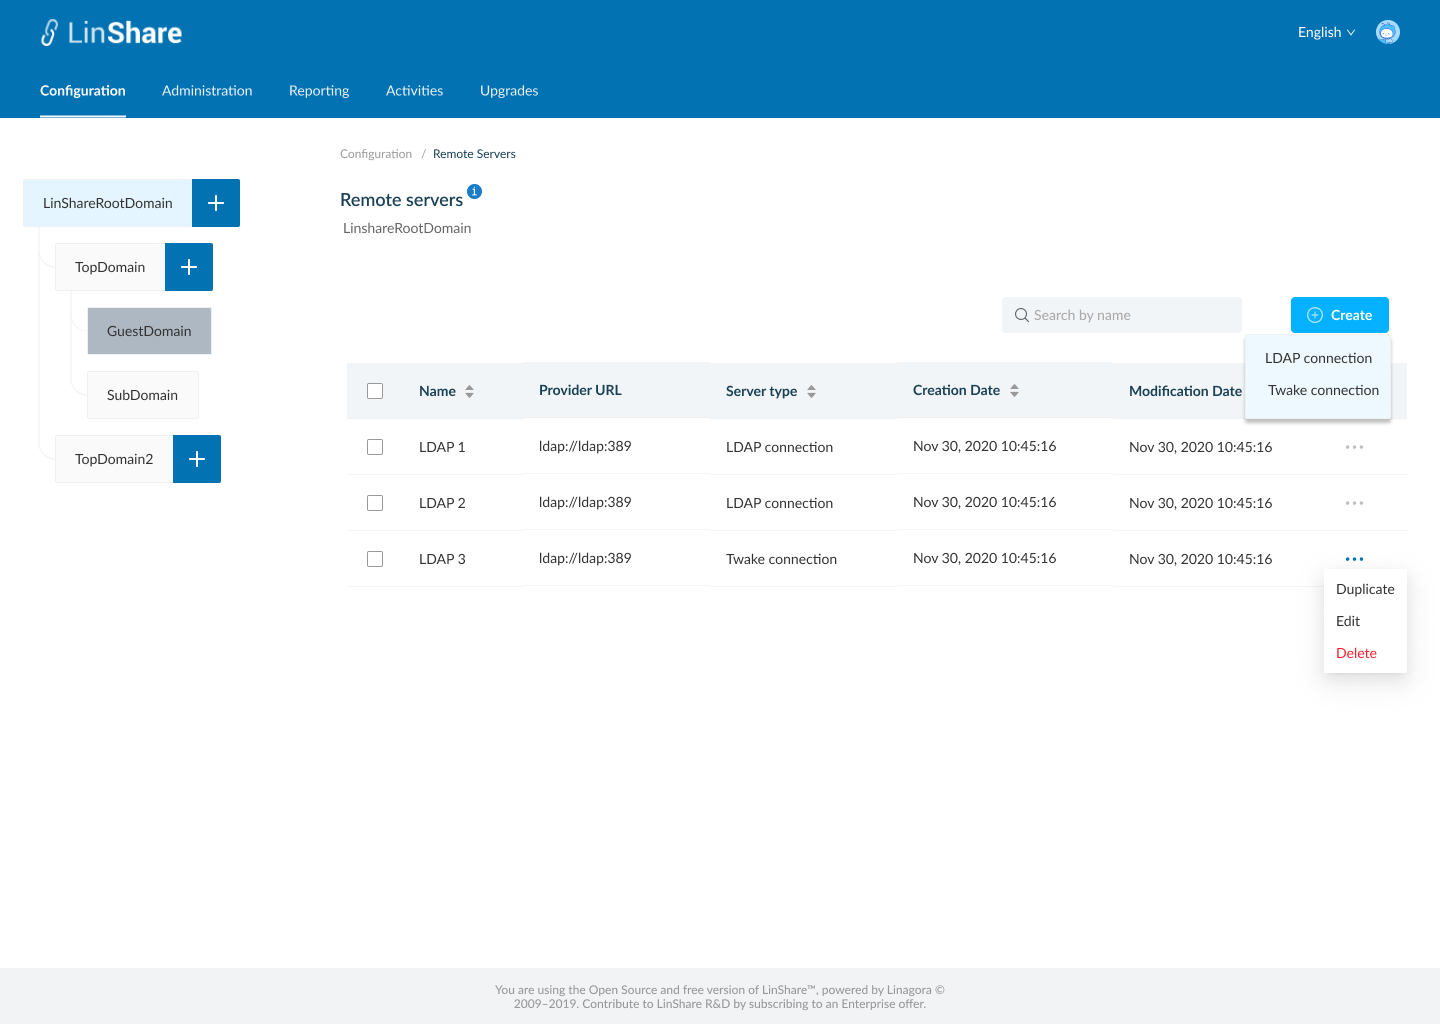 LinShare
English
Configuration Administration Reporting Activities Upgrades
Configuration / Remote Servers
LinShareRootDomain
TopDomain
GuestDomain
SubDomain
TopDomain2
Remote servers
LinshareRootDomain
Search by name
Create
LDAP connection
Twake connection
Name Provider URL Server type Creation Date Modification Date
LDAP 1 ldap://ldap:389 LDAP connection Nov 30, 2020 10:45:16 Nov 30, 2020 10:45:16
LDAP 2 ldap://ldap:389 LDAP connection Nov 30, 2020 10:45:16 Nov 30, 2020 10:45:16
LDAP 3 ldap://ldap:389 Twake connection Nov 30, 2020 10:45:16 Nov 30, 2020 10:45:16
Duplicate
Edit
Delete
You are using the Open Source and free version of LinShare™, powered by Linagora ©
2009–2019. Contribute to LinShare R&D by subscribing to an Enterprise offer.